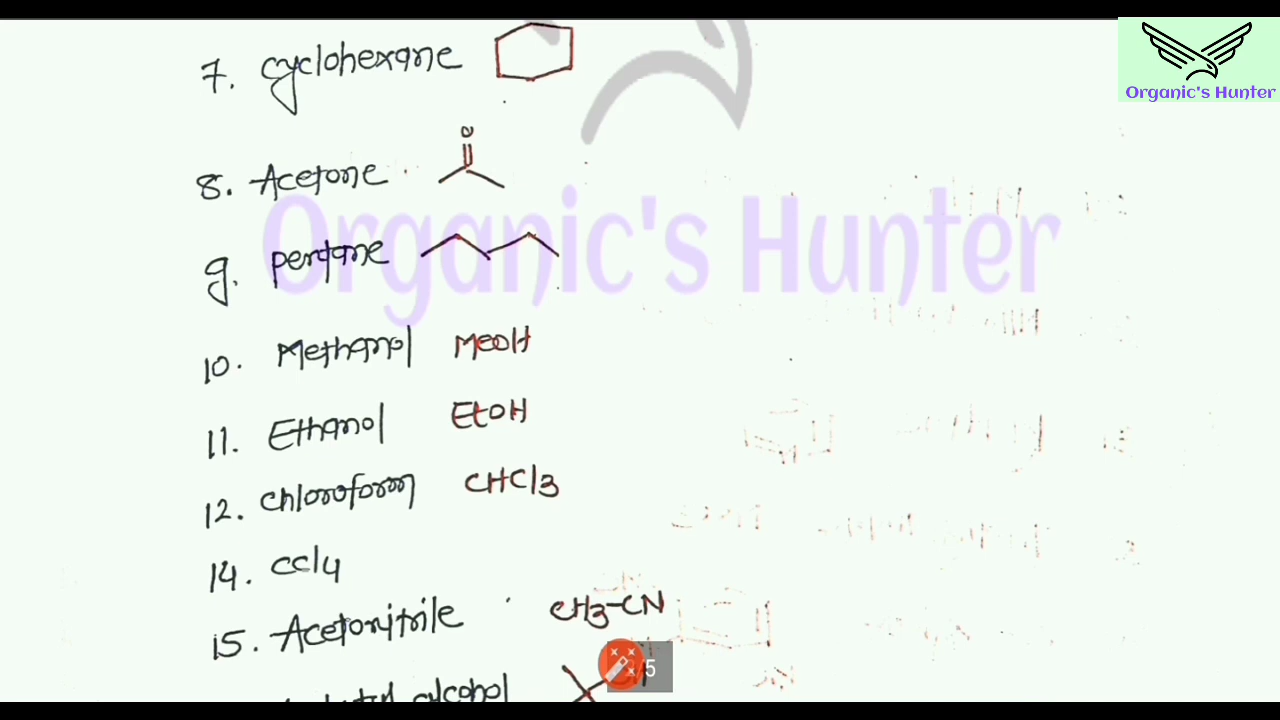 Organic's Hunter
7. cyclohexane
8. Acetone
O
9. pentane
Organic's Hunter
10. Methanol MeOH
11. Ethanol EtOH
12. chloroform CHCl3
14. CCl4
15. Acetonitrile CH3-CN
alcohol
5